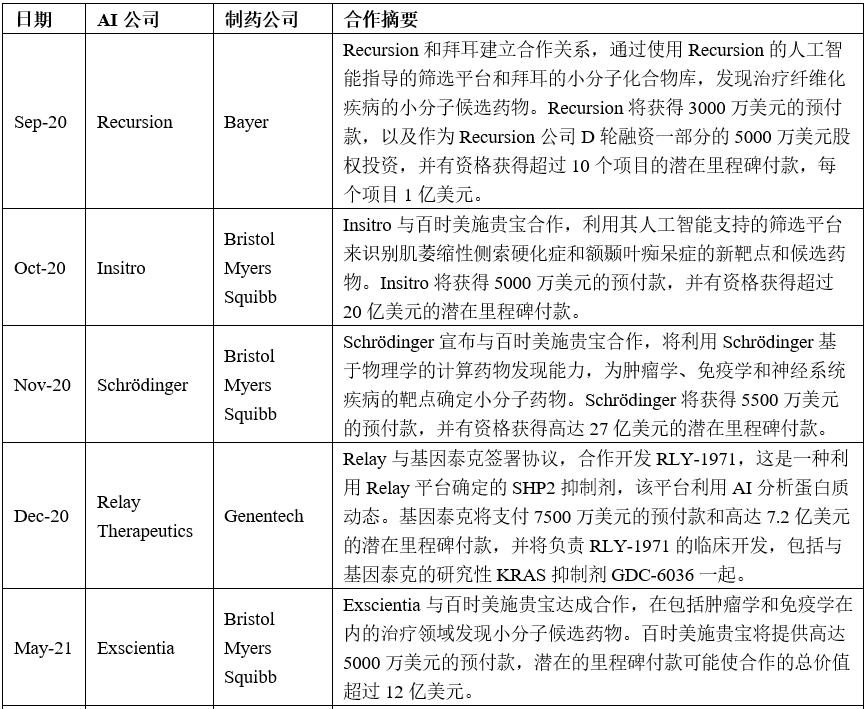 日期 AI 公司 制药公司 合作摘要
Sep-20 Recursion Bayer
Recursion 和拜耳建立合作关系，通过使用 Recursion 的人工智
能指导的筛选平台和拜耳的小分子化合物库，发现治疗纤维化
疾病的小分子候选药物。Recursion 将获得 3000 万美元的预付
款，以及作为 Recursion 公司 D 轮融资一部分的 5000 万美元股
权投资，并有资格获得超过 10 个项目的潜在里程碑付款，每
个项目 1 亿美元。
Oct-20 Insitro
Bristol
Myers
Squibb
Insitro 与百时美施贵宝合作，利用其人工智能支持的筛选平台
来识别肌萎缩性侧索硬化症和额颞叶痴呆症的新靶点和候选药
物。Insitro 将获得 5000 万美元的预付款，并有资格获得超过
20 亿美元的潜在里程碑付款。
Nov-20 Schrödinger
Bristol
Myers
Squibb
Schrödinger 宣布与百时美施贵宝合作，将利用 Schrödinger 基
于物理学的计算药物发现能力，为肿瘤学、免疫学和神经系统
疾病的靶点确定小分子药物。Schrödinger 将获得 5500 万美元
的预付款，并有资格获得高达 27 亿美元的潜在里程碑付款。
Dec-20
Relay
Therapeutics
Genentech
Relay 与基因泰克签署协议，合作开发 RLY-1971，这是一种利
用 Relay 平台确定的 SHP2 抑制剂，该平台利用 AI 分析蛋白质
动态。基因泰克将支付 7500 万美元的预付款和高达 7.2 亿美元
的潜在里程碑付款，并将负责 RLY-1971 的临床开发，包括与
基因泰克的研究性 KRAS 抑制剂 GDC-6036 一起。
May-21 Exscientia
Bristol
Myers
Squibb
Exscientia 与百时美施贵宝达成合作，在包括肿瘤学和免疫学在
内的治疗领域发现小分子候选药物。百时美施贵宝将提供高达
5000 万美元的预付款，潜在的里程碑付款可能使合作的总价值
超过 12 亿美元。